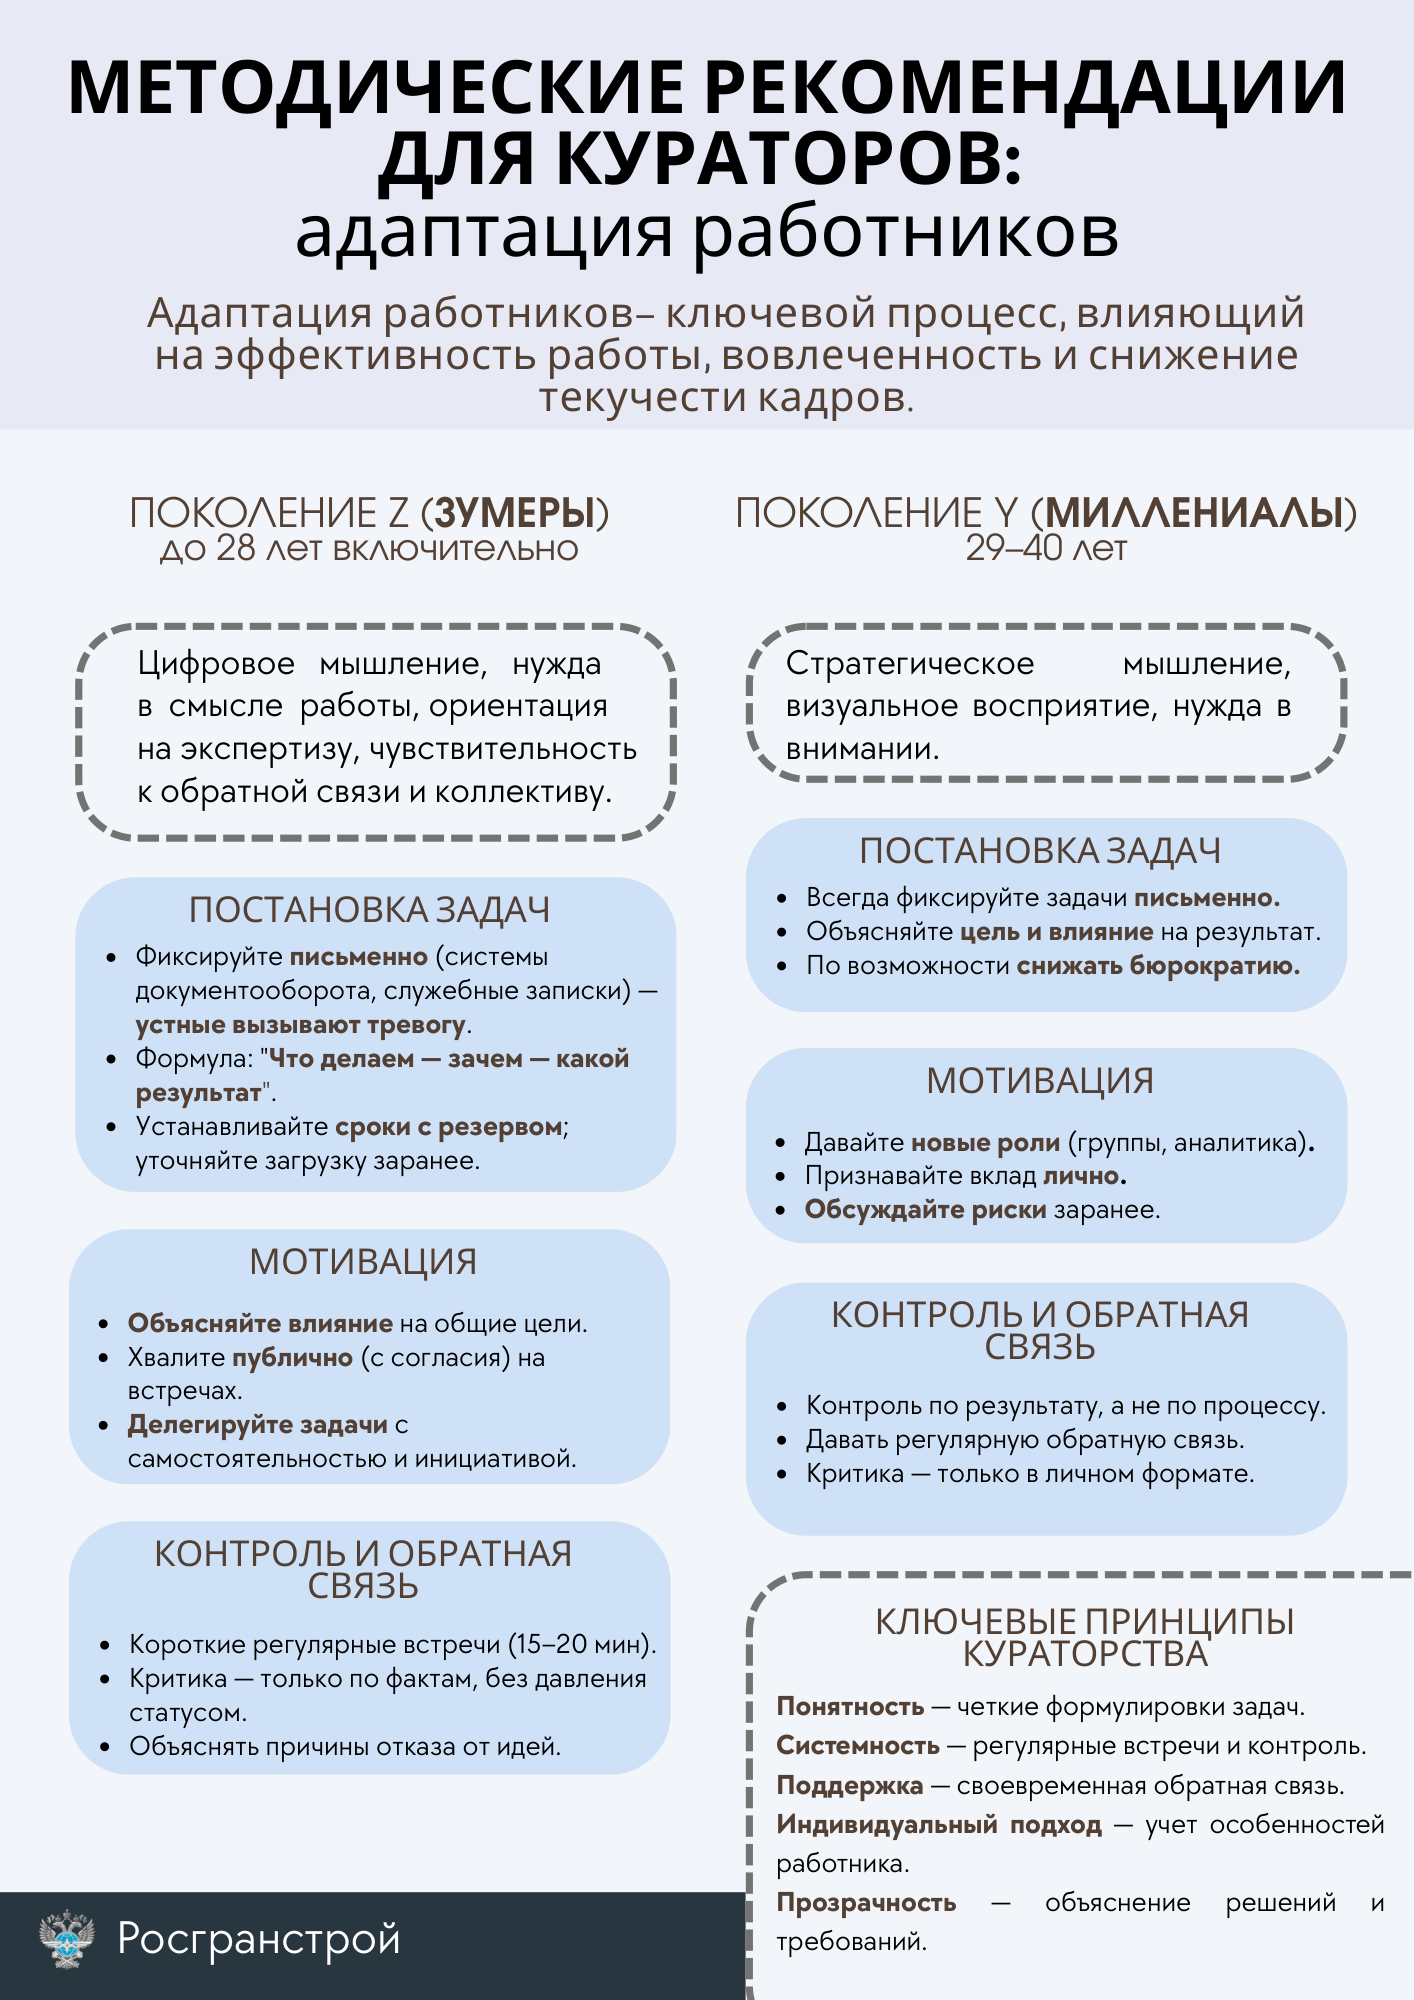 МЕТОДИЧЕСКИЕ РЕКОМЕНДАЦИИ
ДЛЯ КУРАТОРОВ:
адаптация работников
Адаптация работников– ключевой процесс, влияющий
на эффективность работы, вовлеченность и снижение
текучести кадров.
ПОКОЛЕНИЕ Z (ЗУМЕРЫ)
до 28 лет включительно
Цифровое мышление, нужда
в смысле работы, ориентация
на экспертизу, чувствительность
к обратной связи и коллективу.
ПОСТАНОВКА ЗАДАЧ
• Фиксируйте письменно (системы
документооборота, служебные записки) —
устные вызывают тревогу.
• Формула: "Что делаем — зачем — какой
результат".
• Устанавливайте сроки с резервом;
уточняйте загрузку заранее.
МОТИВАЦИЯ
• Объясняйте влияние на общие цели.
• Хвалите публично (с согласия) на
встречах.
• Делегируйте задачи с
самостоятельностью и инициативой.
КОНТРОЛЬ И ОБРАТНАЯ
СВЯЗЬ
• Короткие регулярные встречи (15–20 мин).
• Критика — только по фактам, без давления
статусом.
• Объяснять причины отказа от идей.
ПОКОЛЕНИЕ Y (МИЛЛЕНИАЛЫ)
29–40 лет
Стратегическое мышление,
визуальное восприятие, нужда в
внимании.
ПОСТАНОВКА ЗАДАЧ
• Всегда фиксируйте задачи письменно.
• Объясняйте цель и влияние на результат.
• По возможности снижать бюрократию.
МОТИВАЦИЯ
• Давайте новые роли (группы, аналитика).
• Признавайте вклад лично.
• Обсуждайте риски заранее.
КОНТРОЛЬ И ОБРАТНАЯ
СВЯЗЬ
• Контроль по результату, а не по процессу.
• Давать регулярную обратную связь.
• Критика — только в личном формате.
КЛЮЧЕВЫЕ ПРИНЦИПЫ
КУРАТОРСТВА
Понятность — четкие формулировки задач.
Системность — регулярные встречи и контроль.
Поддержка — своевременная обратная связь.
Индивидуальный подход — учет особенностей
работника.
Прозрачность — объяснение решений и
требований.
Росгранстрой